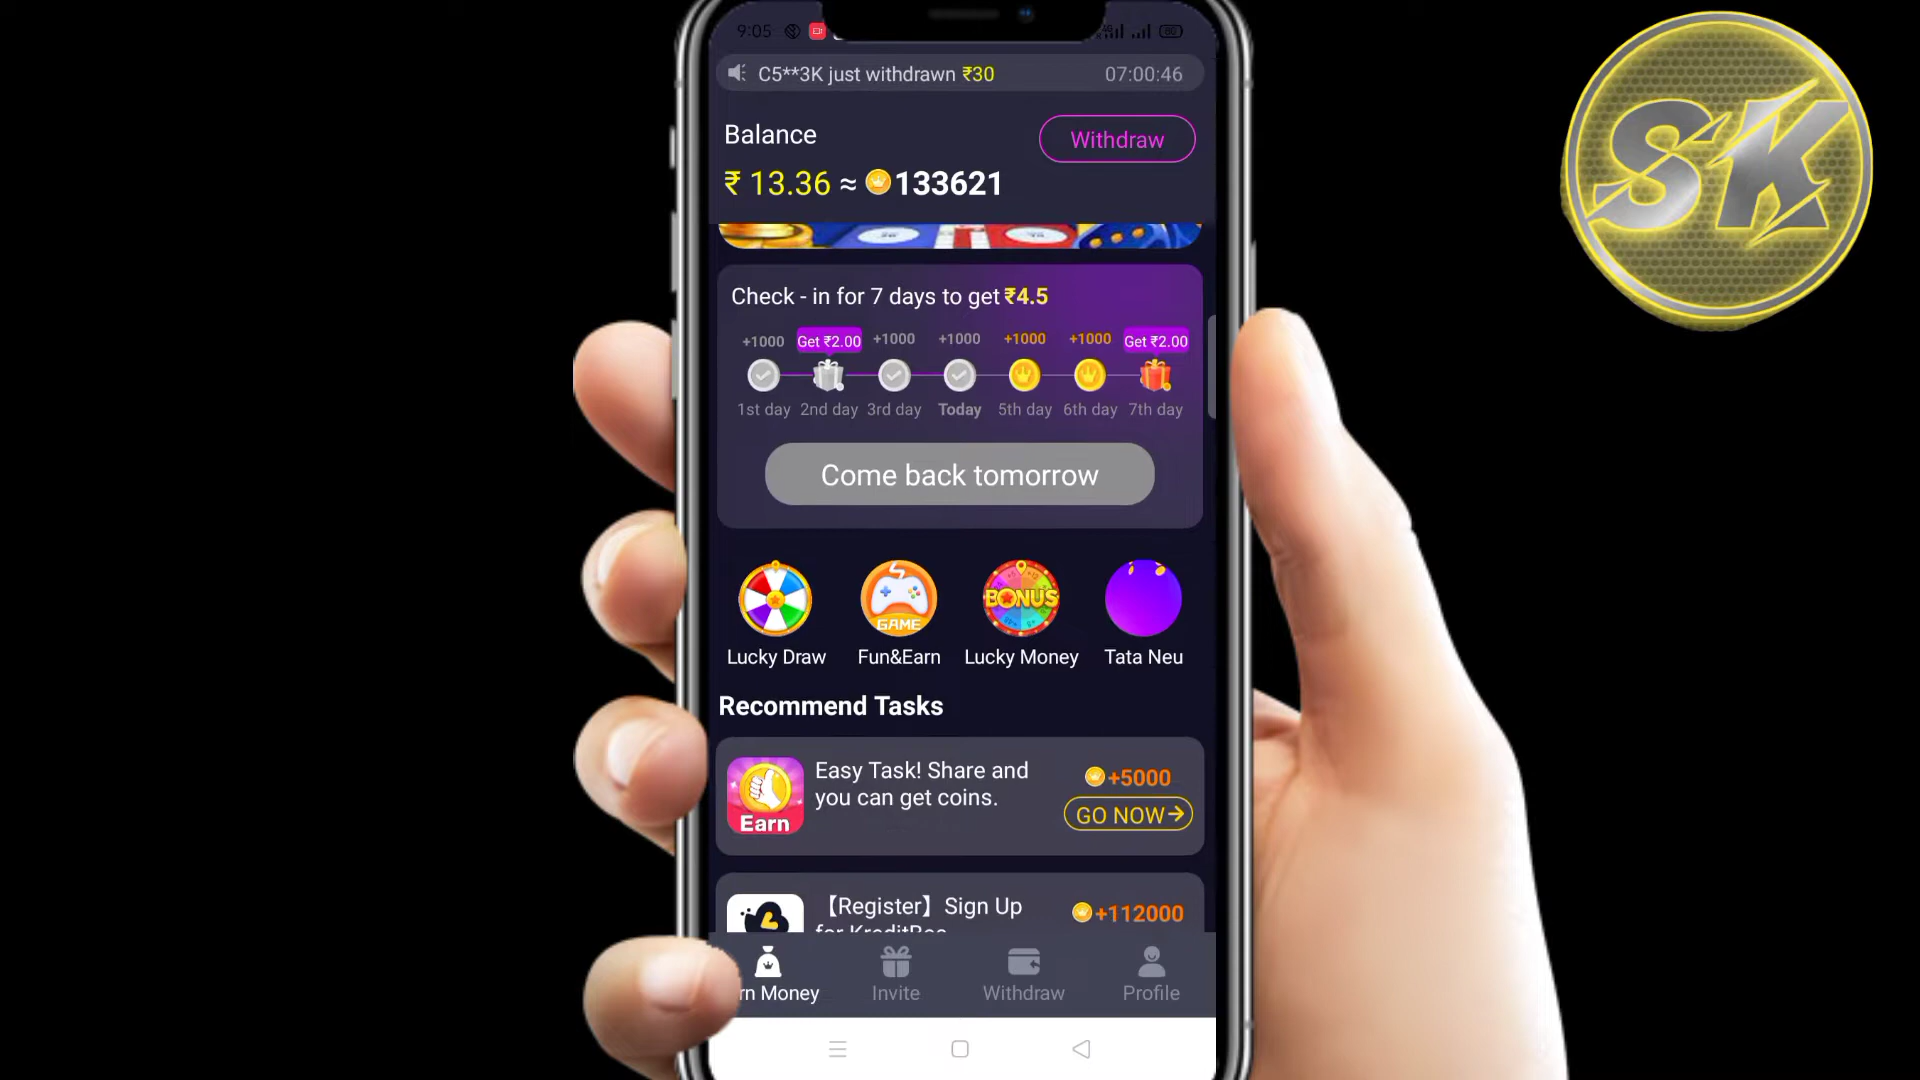 9:05
C5**3K just withdrawn ₹30
07:00:46
Balance
Withdraw
₹ 13.36 ≈ 133621
Check - in for 7 days to get ₹4.5
+1000 Get ₹2.00 +1000 +1000 +1000 +1000 Get ₹2.00
1st day 2nd day 3rd day Today 5th day 6th day 7th day
Come back tomorrow
GAME
BONUS
Lucky Draw Fun&Earn Lucky Money Tata Neu
Recommend Tasks
Easy Task! Share and
you can get coins.
+5000
GO NOW→
Earn
【Register】Sign Up
for KreditBee
+112000
rn Money Invite Withdraw Profile
SK